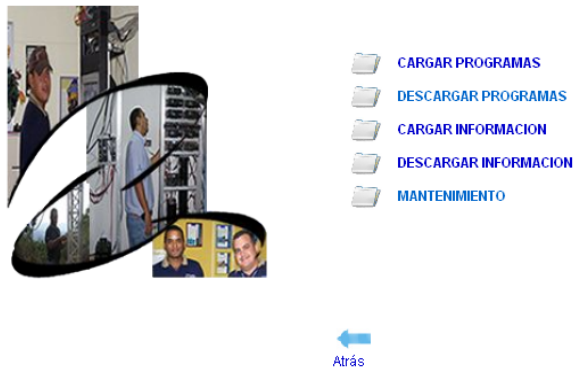 CARGAR PROGRAMAS
DESCARGAR PROGRAMAS
CARGAR INFORMACION
DESCARGAR INFORMACION
MANTENIMIENTO
Atrás